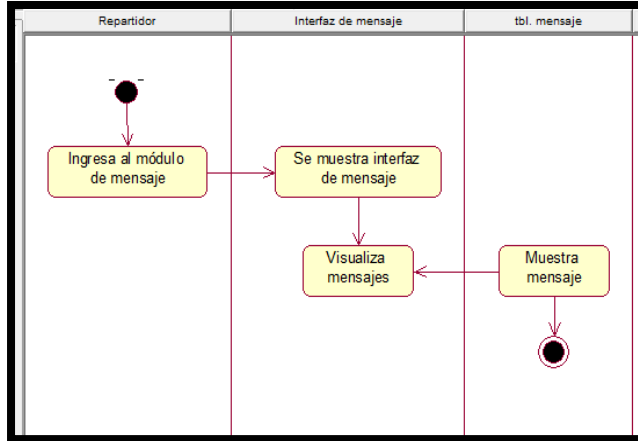 Repartidor
Interfaz de mensaje
tbl. mensaje
Ingresa al módulo
de mensaje
Se muestra interfaz
de mensaje
Visualiza
mensajes
Muestra
mensaje